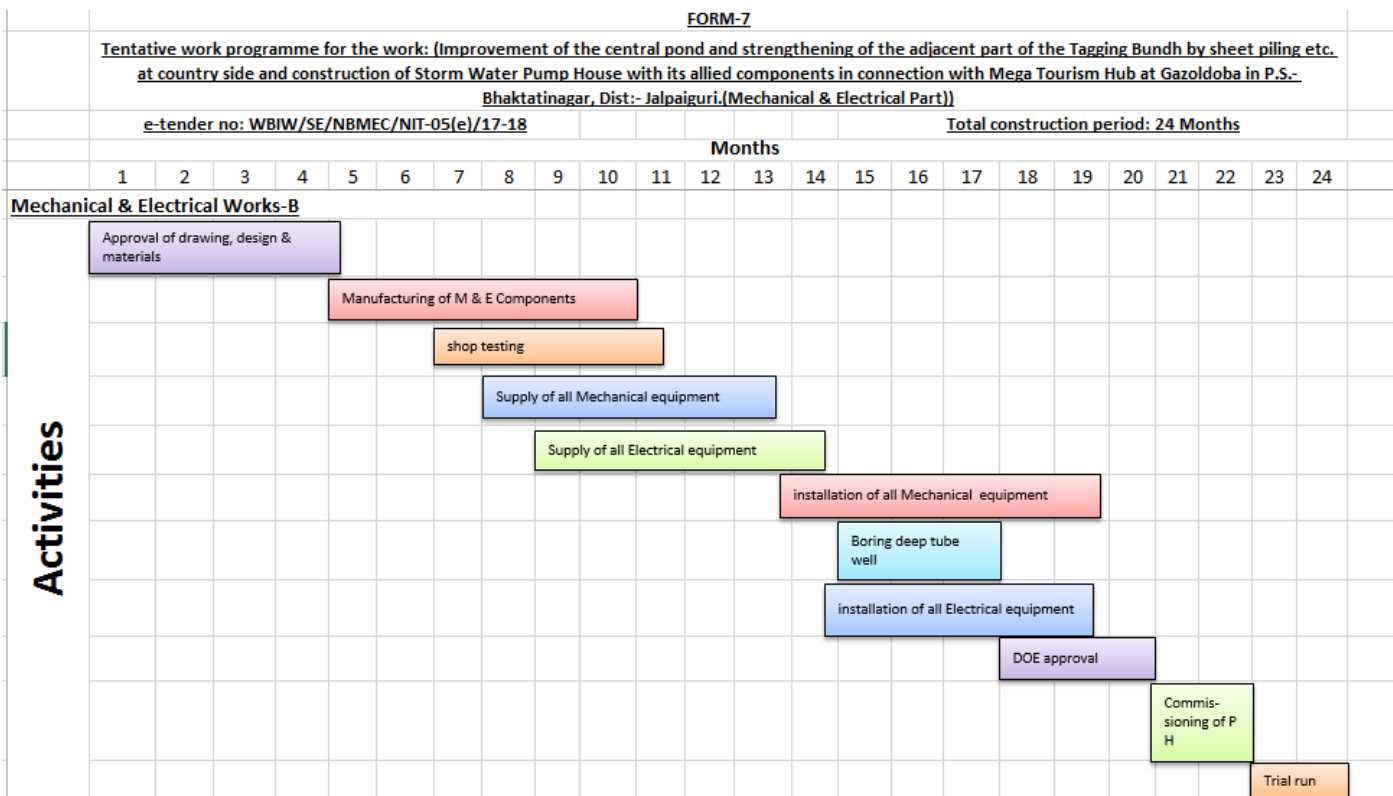 FORM-7
Tentative work programme for the work: (Improvement of the central pond and strengthening of the adjacent part of the Tagging Bundh by sheet piling etc.
at country side and construction of Storm Water Pump House with its allied components in connection with Mega Tourism Hub at Gazoldoba in P.S.-
Bhaktatinagar, Dist:- Jalpaiguri.(Mechanical & Electrical Part))
e-tender no: WBIW/SE/NBMEC/NIT-05(e)/17-18 Total construction period: 24 Months
Months
1 2 3 4 5 6 7 8 9 10 11 12 13 14 15 16 17 18 19 20 21 22 23 24
Mechanical & Electrical Works-B
Activities
Approval of drawing, design &
materials
Manufacturing of M & E Components
shop testing
Supply of all Mechanical equipment
Supply of all Electrical equipment
installation of all Mechanical equipment
Boring deep tube
well
installation of all Electrical equipment
DOE approval
Commis-
sioning of P
H
Trial run